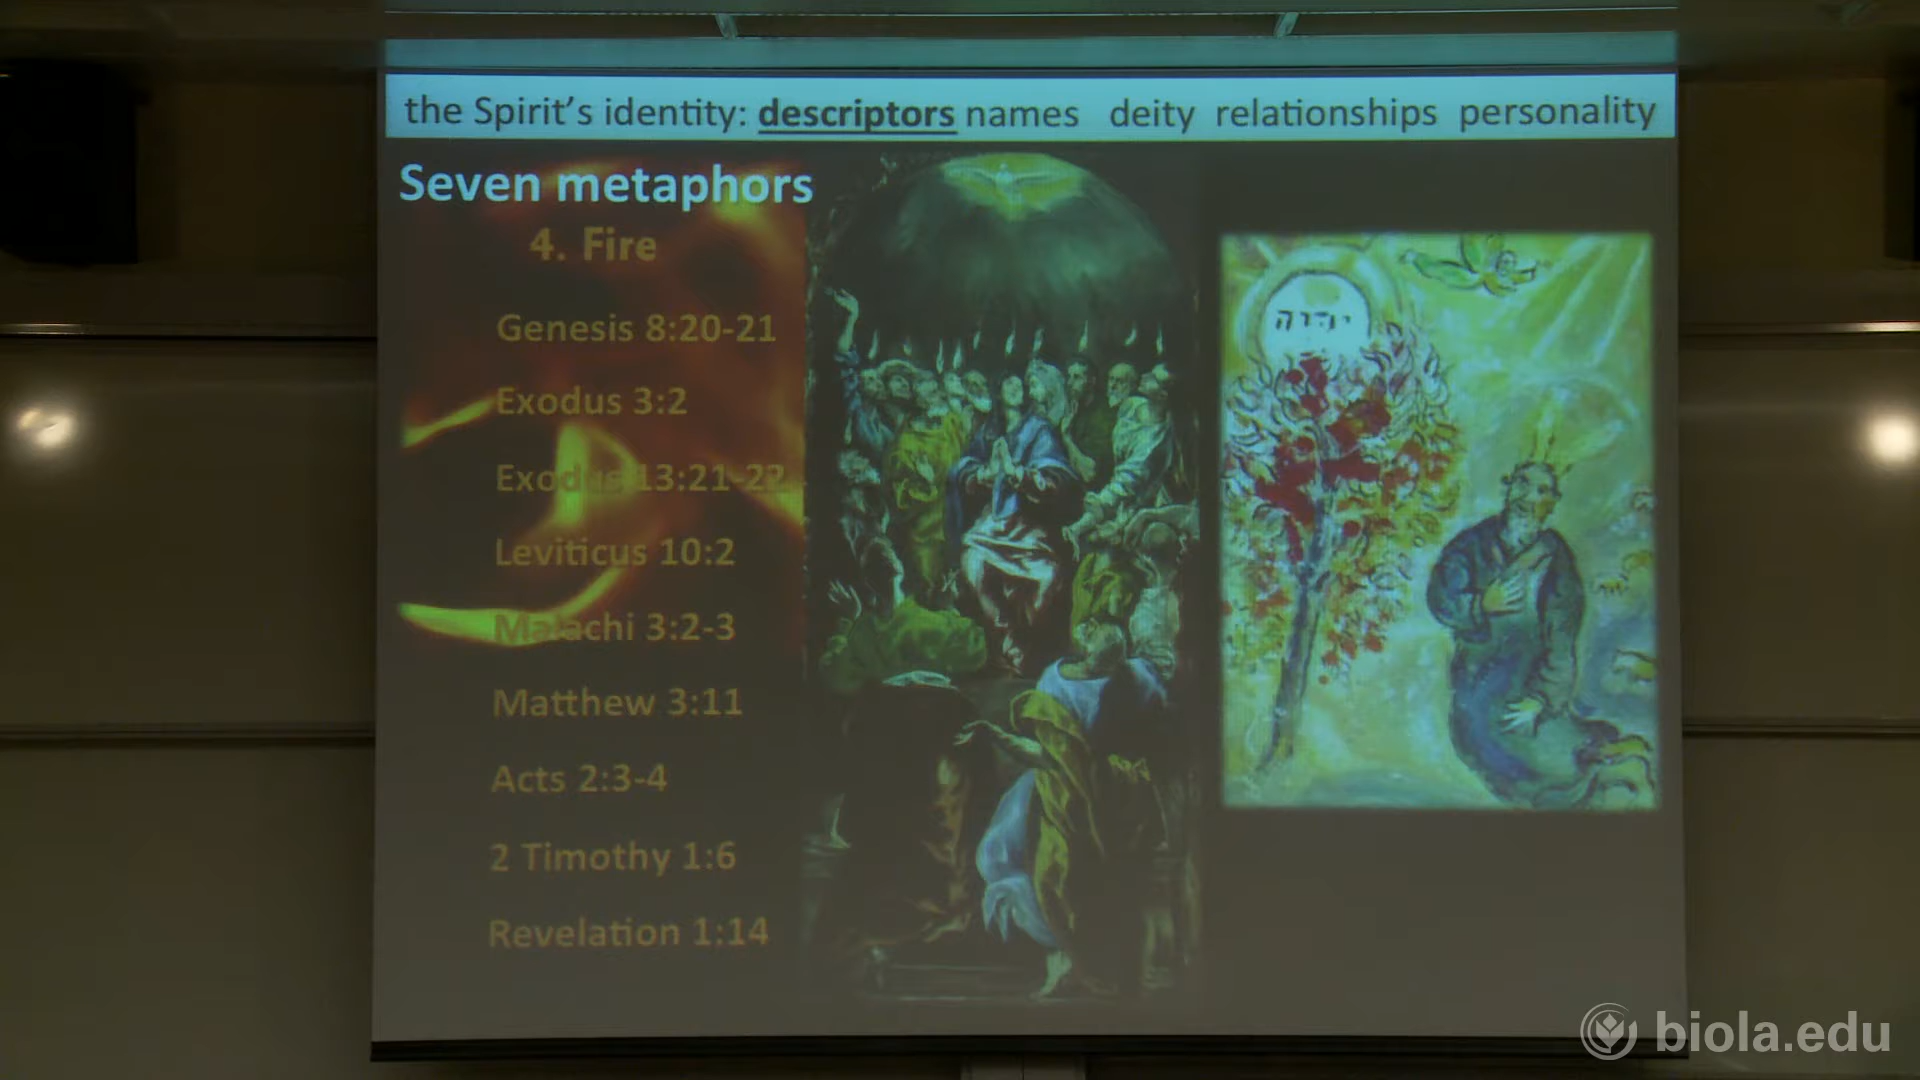 the Spirit's identity: descriptors names deity relationships personality
Seven metaphors
4. Fire
Genesis 8:20-21
Exodus 3:2
Exodus 13:21-22
Leviticus 10:2
Malachi 3:2-3
Matthew 3:11
Acts 2:3-4
2 Timothy 1:6
Revelation 1:14
יהוה
biola.edu